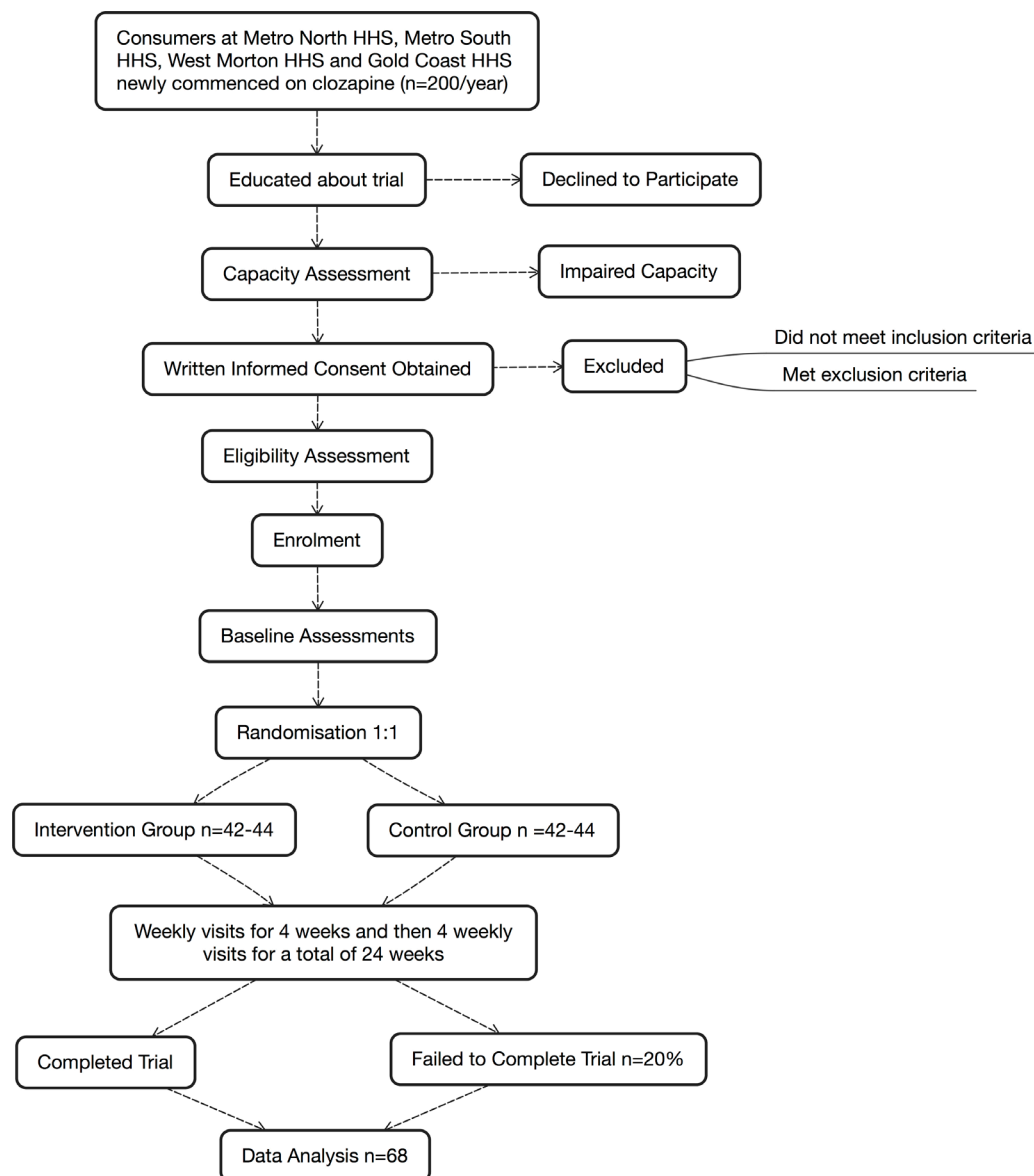 Consumers at Metro North HHS, Metro South
HHS, West Morton HHS and Gold Coast HHS
newly commenced on clozapine (n=200/year)
Educated about trial
Declined to Participate
Capacity Assessment
Impaired Capacity
Did not meet inclusion criteria
Written Informed Consent Obtained
Excluded
Met exclusion criteria
Eligibility Assessment
Enrolment
Baseline Assessments
Randomisation 1:1
Intervention Group n=42-44
Control Group n =42-44
Weekly visits for 4 weeks and then 4 weekly
visits for a total of 24 weeks
Completed Trial
Failed to Complete Trial n=20%
Data Analysis n=68